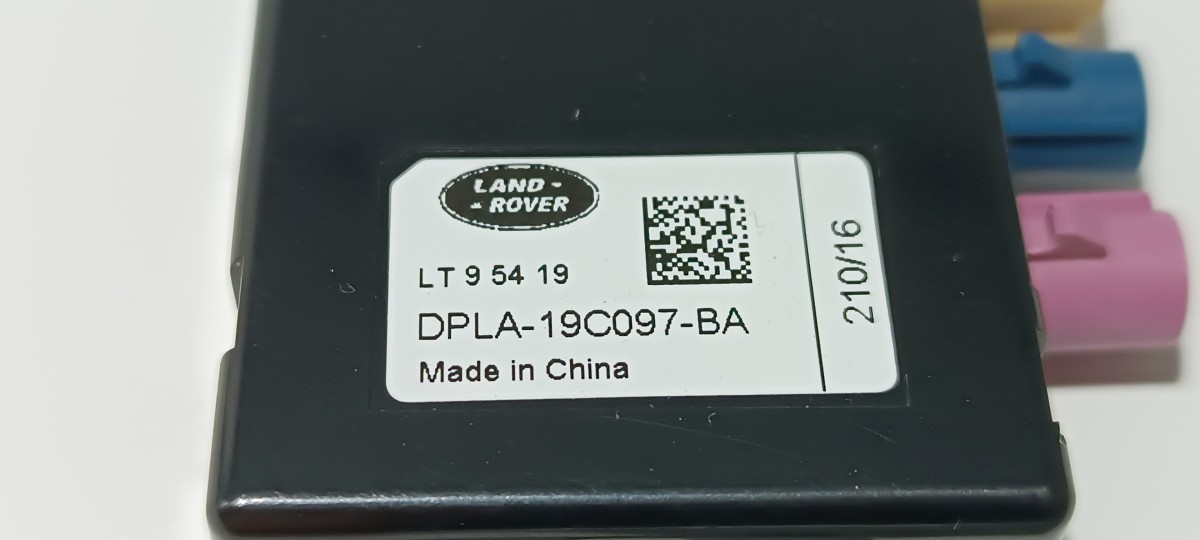 LAND -
- ROVER
LT 9 54 19
DPLA-19C097-BA
Made in China
210/16